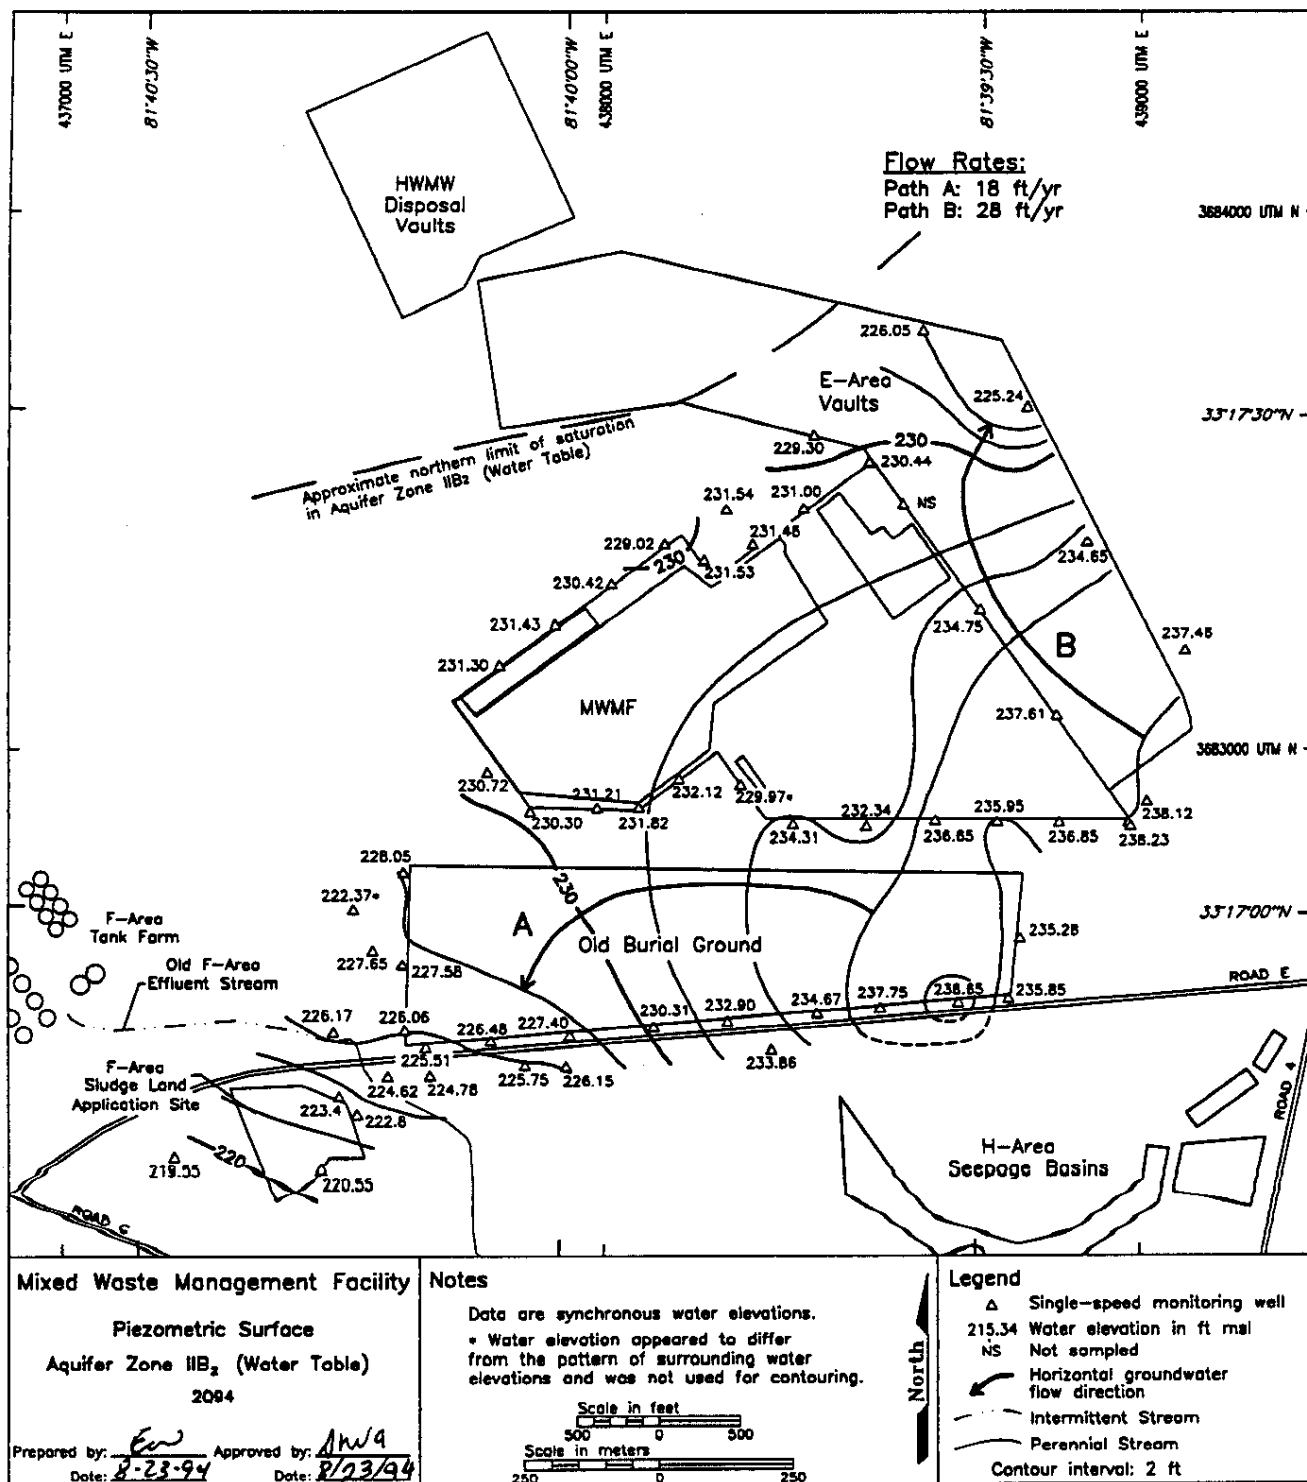 437000 UTM E
81°40'30"W
81°40'00"W
438000 UTM E
81°39'30"W
439000 UTM E
Flow Rates:
Path A: 18 ft/yr
Path B: 28 ft/yr
HWMW
Disposal
Vaults
3684000 UTM N
226.05
E-Area
Vaults
225.24
33°17'30"N
Approximate northern limit of saturation
in Aquifer Zone IIB₂ (Water Table)
229.30
230
230.44
231.54
231.00
NS
229.02
230
231.53
234.65
230.42
231.43
234.75
237.45
231.30
B
MWMF
237.61
3683000 UTM N
230.72
231.21
232.12
229.97*
230.30
231.82
234.31
232.34
236.65
235.95
236.85
238.12
238.23
228.05
222.37*
230
33°17'00"N
F-Area
Tank Farm
A
Old Burial Ground
235.28
227.65
227.58
Old F-Area
Effluent Stream
ROAD E
226.17
226.06
226.48
227.40
230.31
232.90
234.67
237.75
235.85
225.51
233.86
F-Area
Sludge Land
Application Site
224.62
224.78
225.75
226.15
223.4
222.8
ROAD 4
219.55
220
220.55
H-Area
Seepage Basins
ROAD C
Mixed Waste Management Facility
Piezometric Surface
Aquifer Zone IIB₂ (Water Table)
2Q94
Prepared by:
Approved by:
Date: 8-23-94
Date: 8/23/94
Notes
Data are synchronous water elevations.
* Water elevation appeared to differ
from the pattern of surrounding water
elevations and was not used for contouring.
Scale in feet
500 0 500
Scale in meters
250 0 250
North
Legend
Single-speed monitoring well
215.34 Water elevation in ft msl
NS Not sampled
Horizontal groundwater
flow direction
Intermittent Stream
Perennial Stream
Contour interval: 2 ft